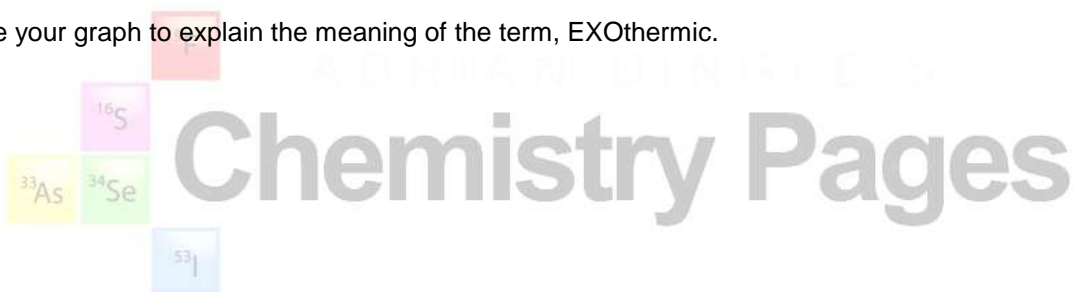 e your graph to explain the meaning of the term, EXOthermic.
F
ADRIAN DINGLE'S
16S
Chemistry Pages
33As 34Se
53I